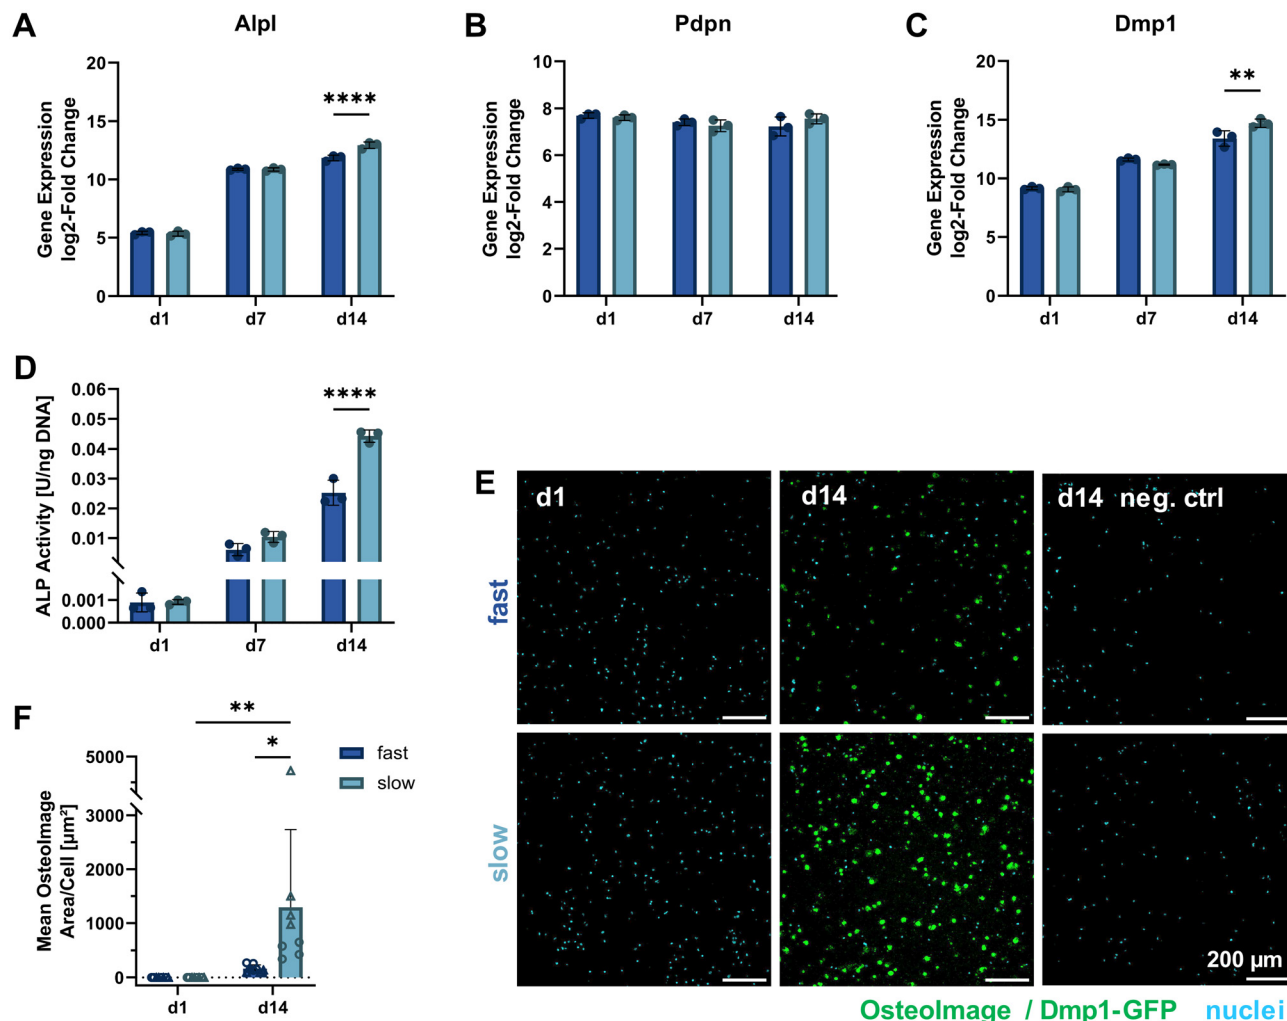 A
Alpl
Gene Expression
log2-Fold Change
20
15
10
5
0
****
d1
d7
d14
B
Pdpn
Gene Expression
log2-Fold Change
10
8
6
4
2
0
d1
d7
d14
C
Dmp1
Gene Expression
log2-Fold Change
20
15
10
5
0
**
d1
d7
d14
D
ALP Activity [U/ng DNA]
0.06
0.05
0.04
0.03
0.02
0.01
0.001
0.000
****
d1
d7
d14
E
d1
d14
d14 neg. ctrl
fast
slow
200 µm
OsteoImage / Dmp1-GFP nuclei
F
Mean OsteoImage
Area/Cell [µm²]
5000
3000
2000
1000
0
**
*
d1
d14
fast
slow